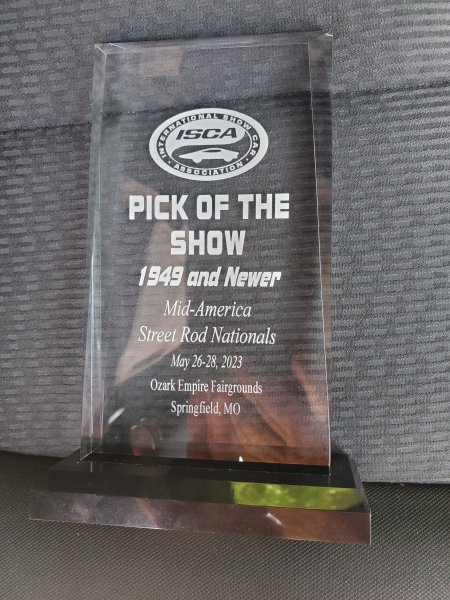 INTERNATIONAL SHOW CAR
ISCA
ASSOCIATION
PICK OF THE
SHOW
1949 and Newer
Mid-America
Street Rod Nationals
May 26-28, 2023
Ozark Empire Fairgrounds
Springfield, MO